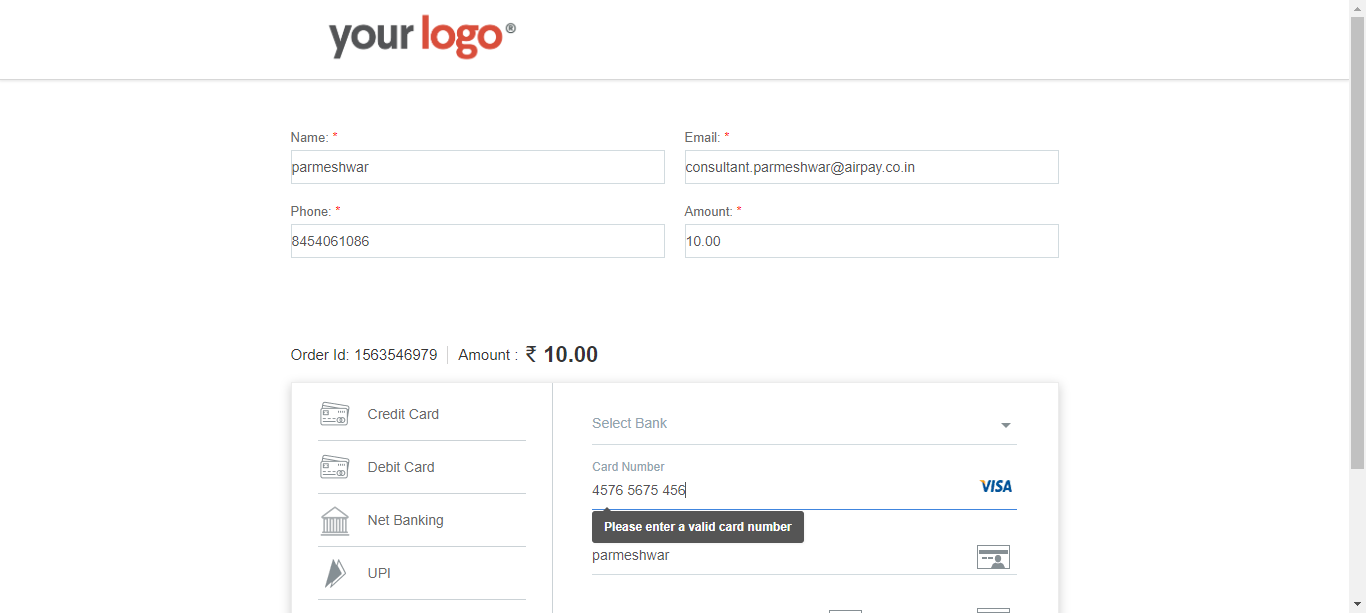 your logo®
Name: * Email: *
parmeshwar consultant.parmeshwar@airpay.co.in
Phone: * Amount: *
8454061086 10.00
Order Id: 1563546979 Amount : ₹ 10.00
Credit Card
Debit Card
Net Banking
UPI
Select Bank
Card Number
4576 5675 456
VISA
Please enter a valid card number
parmeshwar